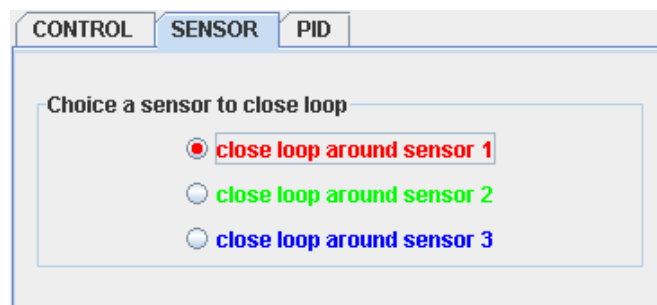 CONTROL SENSOR PID
Choice a sensor to close loop
close loop around sensor 1
close loop around sensor 2
close loop around sensor 3